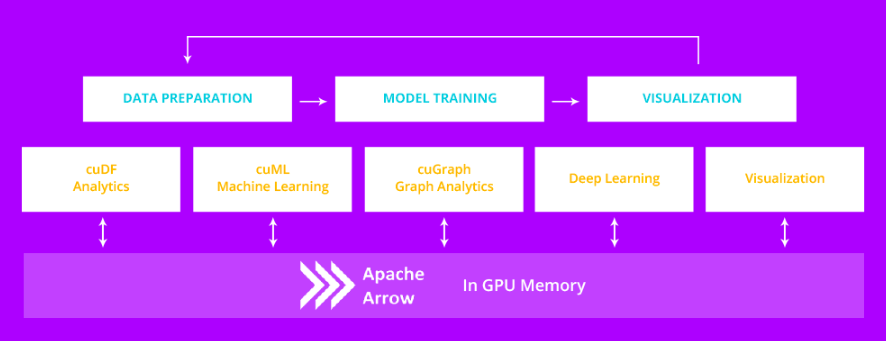 DATA PREPARATION
MODEL TRAINING
VISUALIZATION
cuDF
Analytics
cuML
Machine Learning
cuGraph
Graph Analytics
Deep Learning
Visualization
Apache
Arrow
In GPU Memory